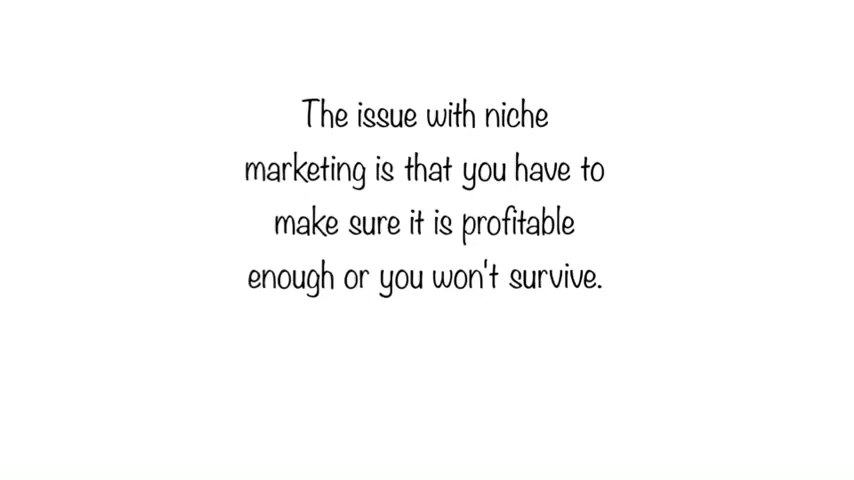 The issue with niche
marketing is that you have to
make sure it is profitable
enough or you won't survive.